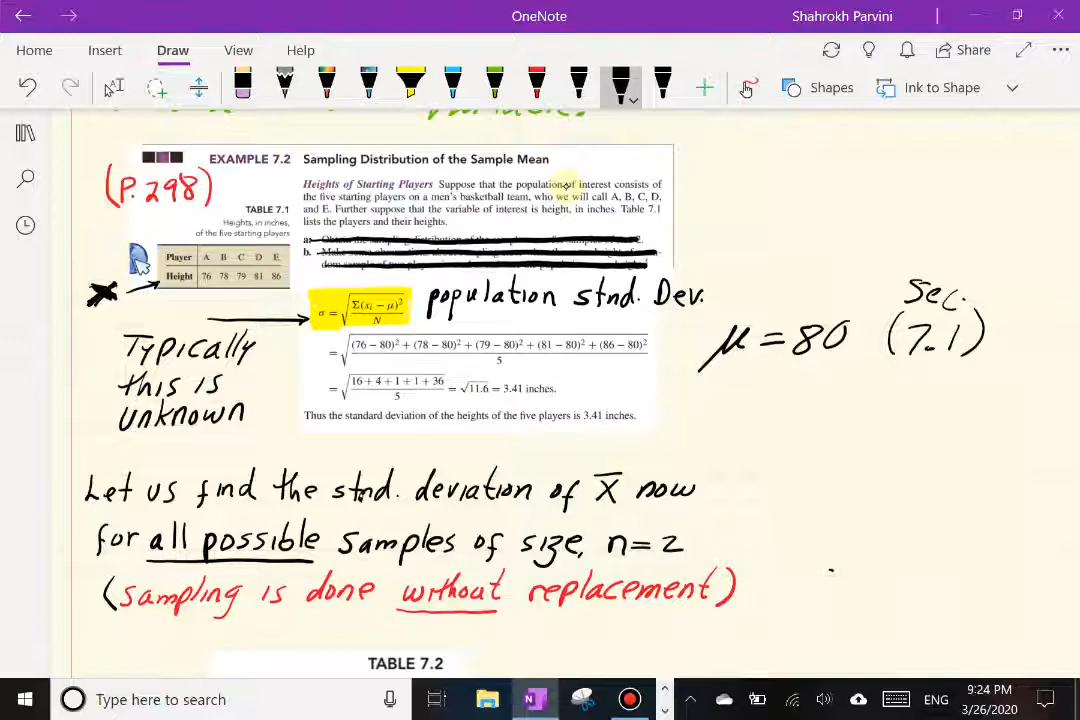 OneNote
Shahrokh Parvini
Home Insert Draw View Help
Share
Shapes
Ink to Shape
variable.
EXAMPLE 7.2 Sampling Distribution of the Sample Mean
(P. 298)
Heights of Starting Players Suppose that the population of interest consists of
the five starting players on a men's basketball team, who we will call A, B, C, D,
and E. Further suppose that the variable of interest is height, in inches. Table 7.1
lists the players and their heights.
TABLE 7.1
Heights, in inches,
of the five starting players
a.
b.
Player A B C D E
Height 76 78 79 81 86
σ = √(Σ(xᵢ − μ)² / N)
population stnd. Dev.
= √((76 − 80)² + (78 − 80)² + (79 − 80)² + (81 − 80)² + (86 − 80)² / 5)
= √(16 + 4 + 1 + 1 + 36 / 5) = √11.6 = 3.41 inches.
Thus the standard deviation of the heights of the five players is 3.41 inches.
Typically
this is
unknown
μ = 80
Sec.
(7.1)
Let us find the stnd. deviation of X̅ now
for all possible samples of size, n = 2
(sampling is done without replacement)
TABLE 7.2
Type here to search
ENG
9:24 PM
3/26/2020